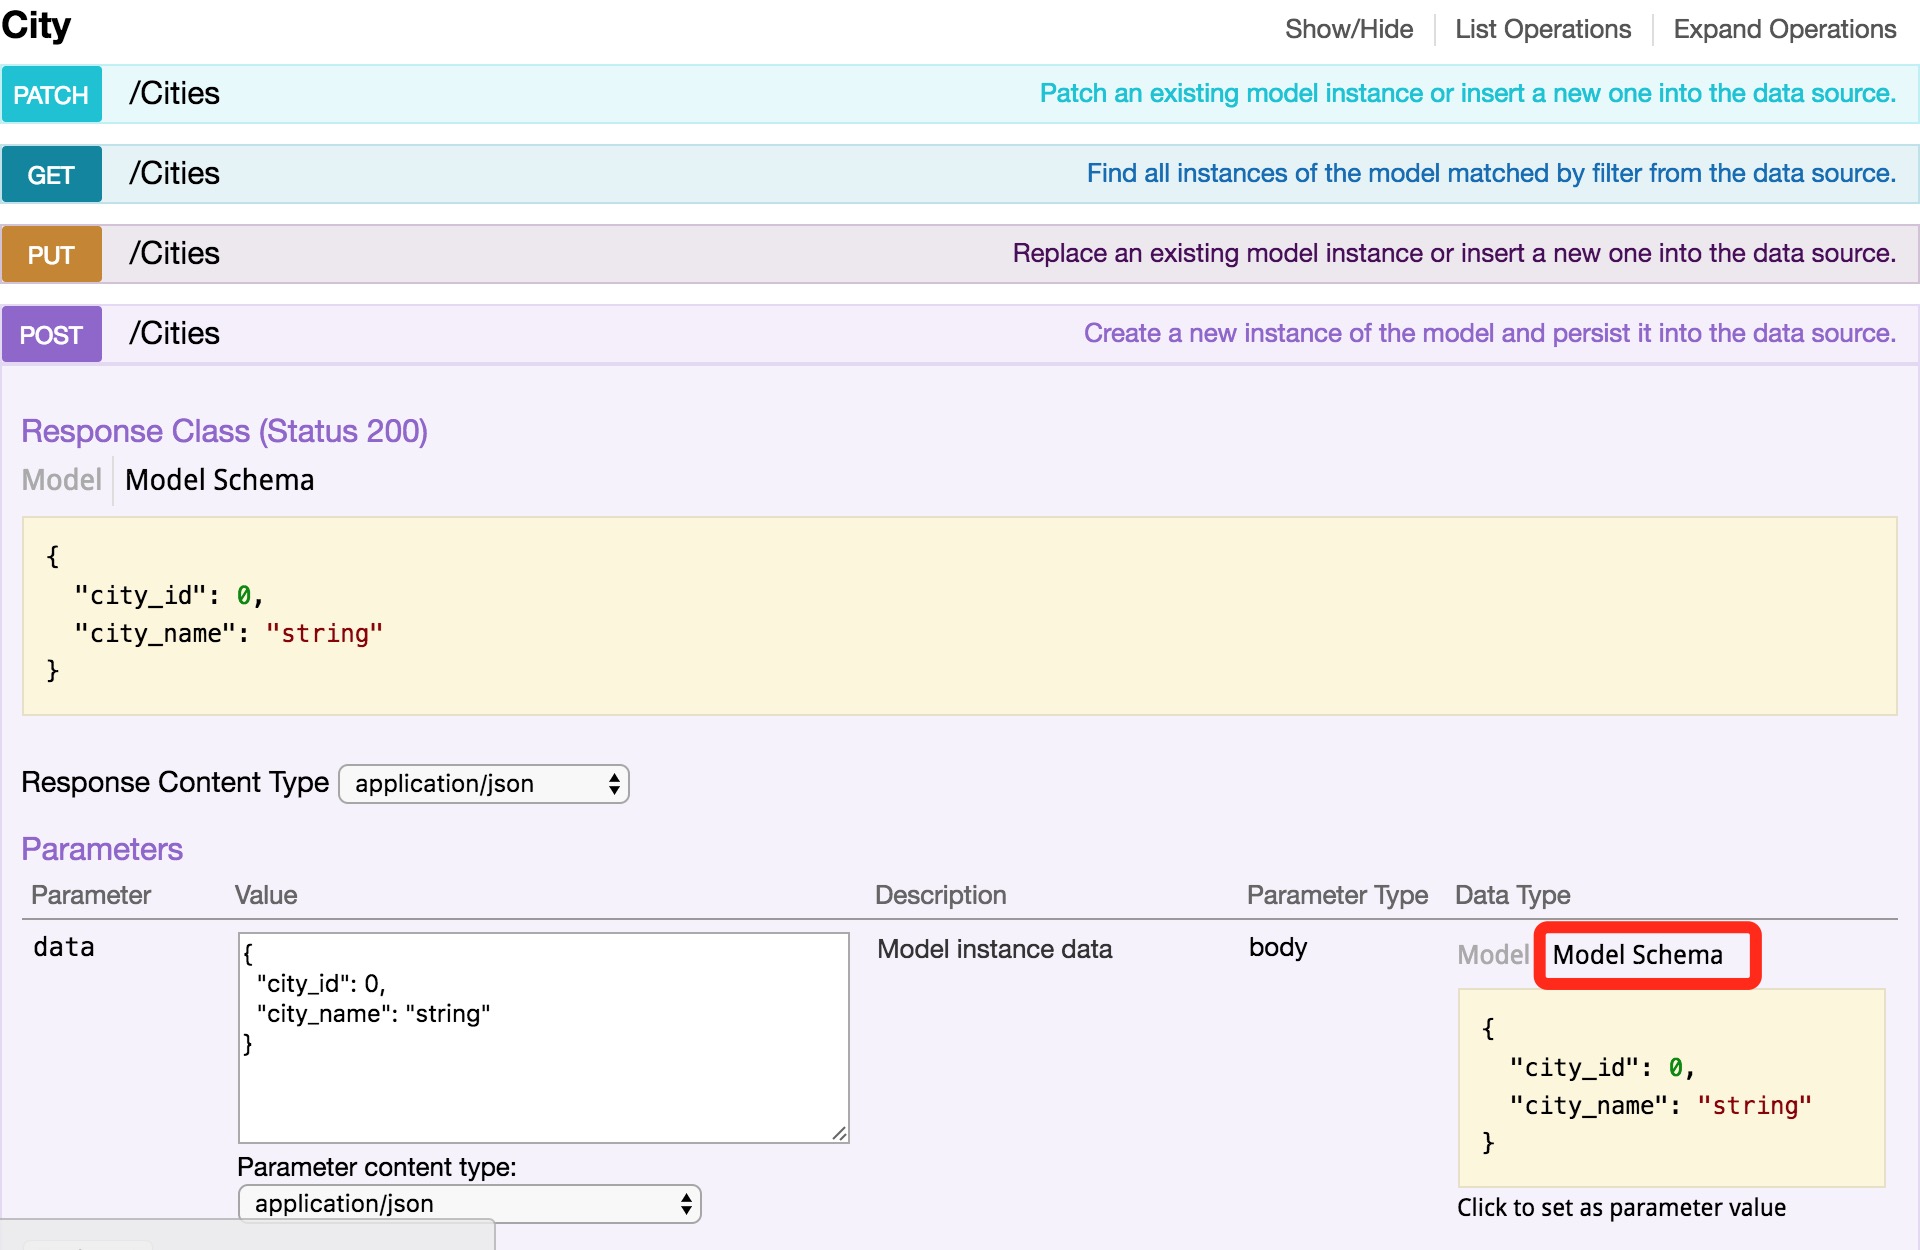 City
Show/Hide List Operations Expand Operations
PATCH /Cities Patch an existing model instance or insert a new one into the data source.
GET /Cities Find all instances of the model matched by filter from the data source.
PUT /Cities Replace an existing model instance or insert a new one into the data source.
POST /Cities Create a new instance of the model and persist it into the data source.
Response Class (Status 200)
Model Model Schema
{
"city_id": 0,
"city_name": "string"
}
Response Content Type application/json
Parameters
Parameter Value Description Parameter Type Data Type
data
{
"city_id": 0,
"city_name": "string"
}
Parameter content type:
application/json
Model instance data
body
Model Model Schema
{
"city_id": 0,
"city_name": "string"
}
Click to set as parameter value